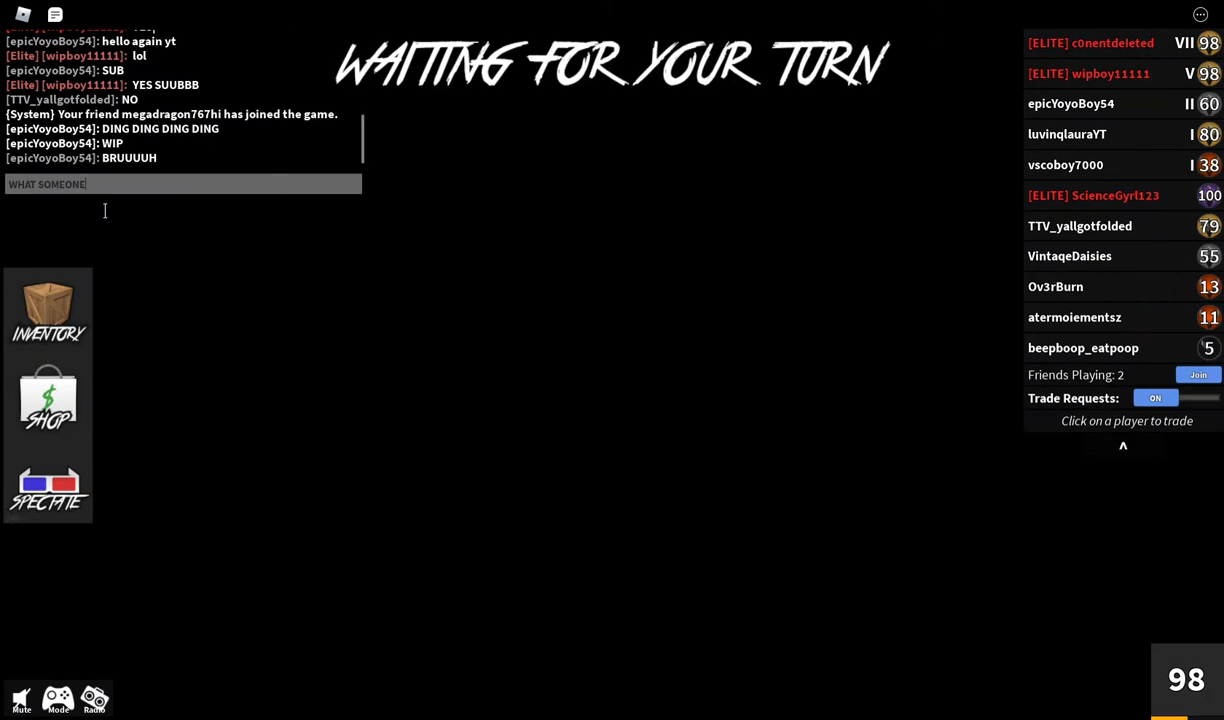 [epicYoyoBoy54]: hello again yt
[Elite] [wipboy11111]: lol
[epicYoyoBoy54]: SUB
[Elite] [wipboy11111]: YES SUUBBB
[TTV_yallgotfolded]: NO
{System} Your friend megadragon767hi has joined the game.
[epicYoyoBoy54]: DING DING DING DING
[epicYoyoBoy54]: WIP
[epicYoyoBoy54]: BRUUUUH
WHAT SOMEONE
WAITING FOR YOUR TURN
INVENTORY
$
SHOP
SPECTATE
Mute
Mode
Radio
[ELITE] c0nentdeleted VII 98
[ELITE] wipboy11111 V 98
epicYoyoBoy54 II 60
luvinqlauraYT I 80
vscoboy7000 I 38
[ELITE] ScienceGyrl123 100
TTV_yallgotfolded 79
VintaqeDaisies 55
Ov3rBurn 13
atermoiementsz 11
beepboop_eatpoop 5
Friends Playing: 2 Join
Trade Requests: ON
Click on a player to trade
98